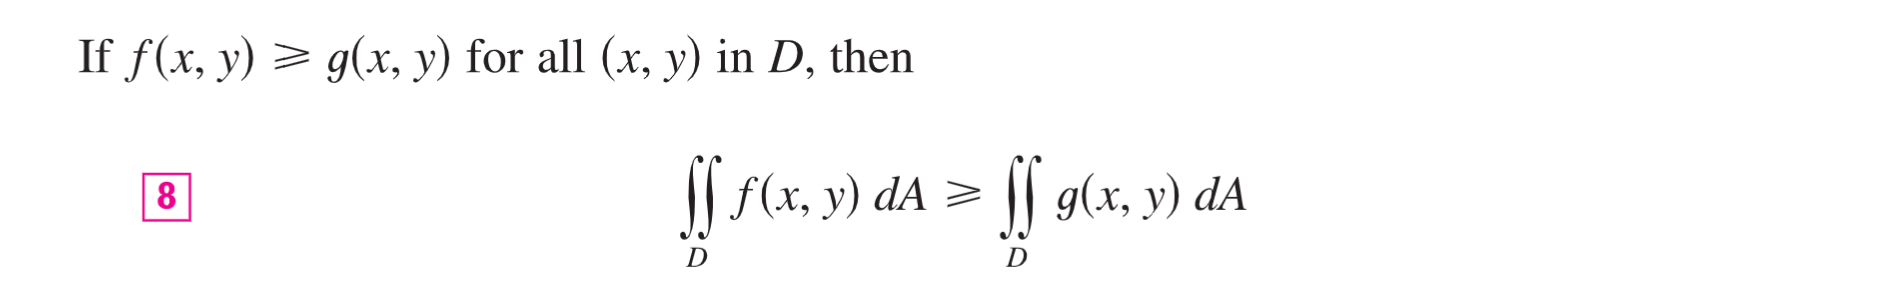 If f(x, y) ⩾ g(x, y) for all (x, y) in D, then
8 ∬_D f(x, y) dA ⩾ ∬_D g(x, y) dA